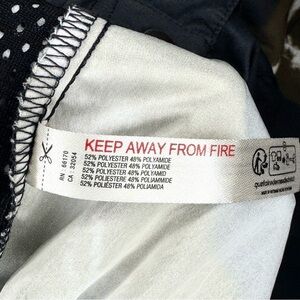 KEEP AWAY FROM FIRE
52% POLYESTER 48% POLYAMIDE
52% POLYESTER 48% POLYAMIDE
52% POLYESTER 48% POLYAMID
52% POLIESTERE 48% POLIAMMIDE
52% POLIÉSTER 48% POLIAMIDA
RN 66170
CA 32054